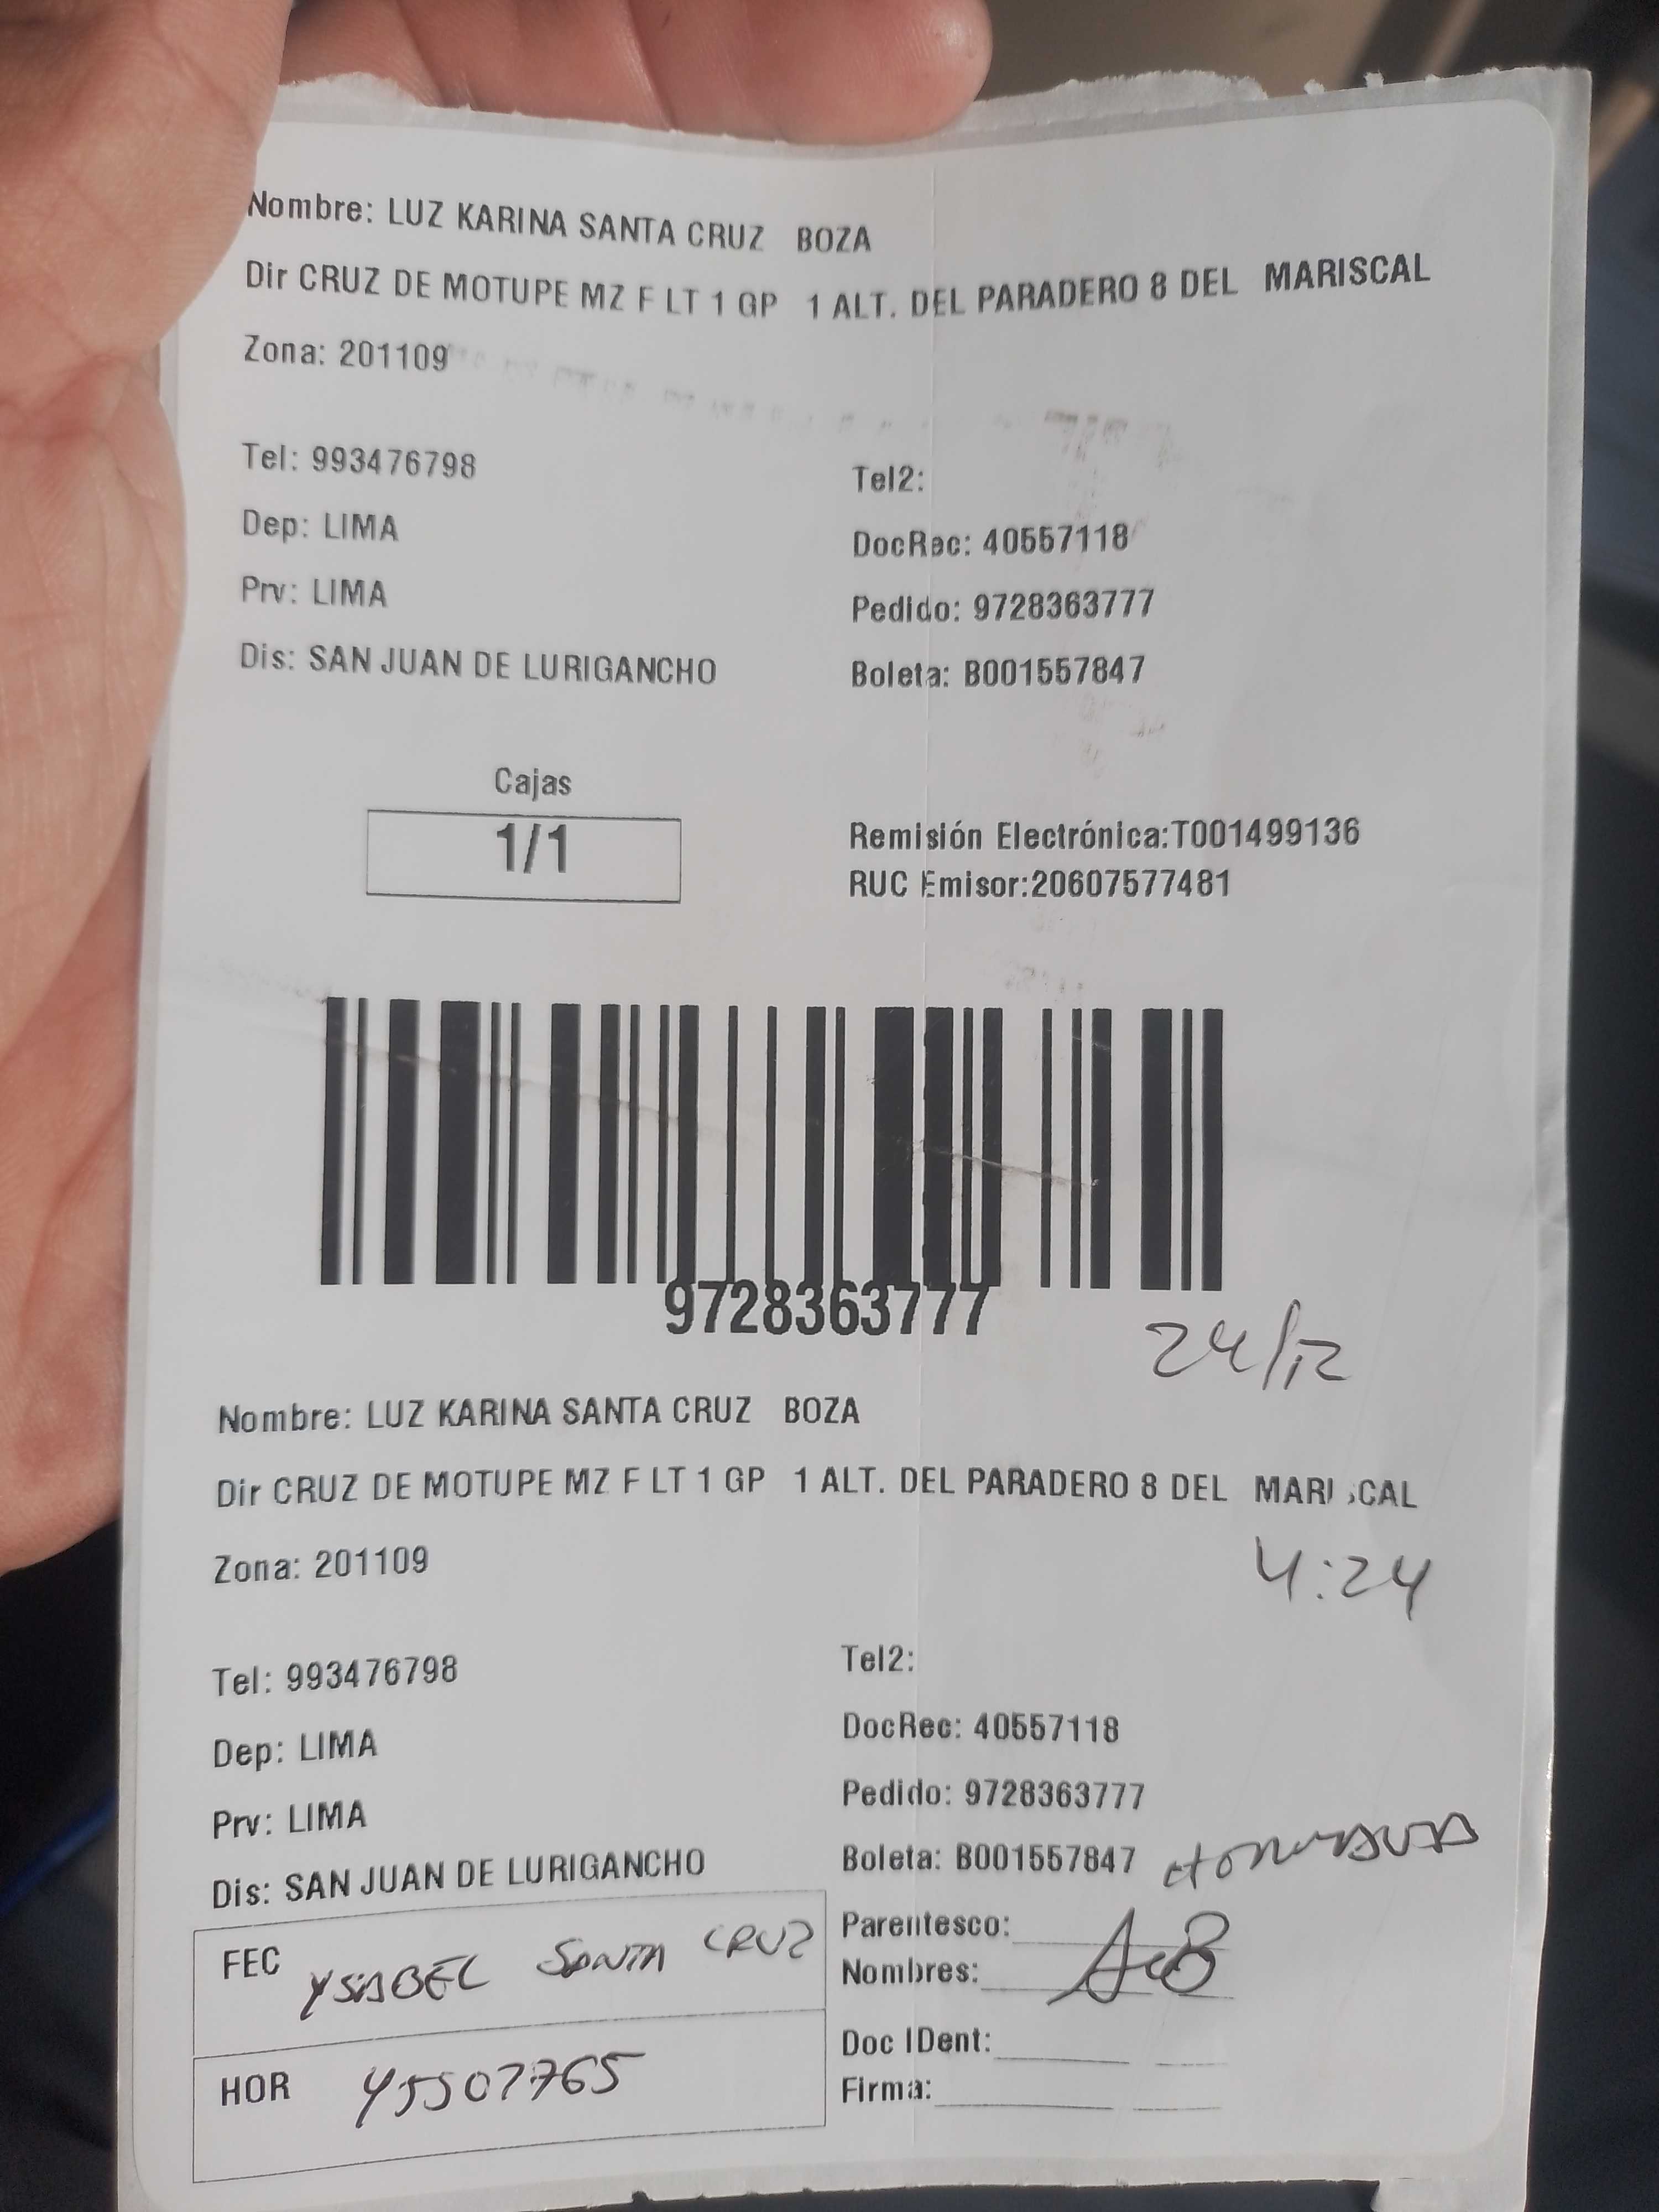 Nombre: LUZ KARINA SANTA CRUZ BOZA
Dir CRUZ DE MOTUPE MZ F LT 1 GP 1 ALT. DEL PARADERO 8 DEL MARISCAL
Zona: 201109
Tel: 993476798
Tel2:
Dep: LIMA
DocRec: 40557118
Prv: LIMA
Pedido: 9728363777
Dis: SAN JUAN DE LURIGANCHO
Boleta: B001557847
Cajas
1/1
Remisión Electrónica:T001499136
RUC Emisor:20607577481
9728363777
24/12
Nombre: LUZ KARINA SANTA CRUZ BOZA
Dir CRUZ DE MOTUPE MZ F LT 1 GP 1 ALT. DEL PARADERO 8 DEL MARISCAL
Zona: 201109
4:24
Tel: 993476798
Tel2:
Dep: LIMA
DocRec: 40557118
Prv: LIMA
Pedido: 9728363777
Dis: SAN JUAN DE LURIGANCHO
Boleta: B001557847
FEC YSABEL SANTA CRUZ
Parentesco:
Nombres:
HOR 45507765
Doc IDent:
Firma: